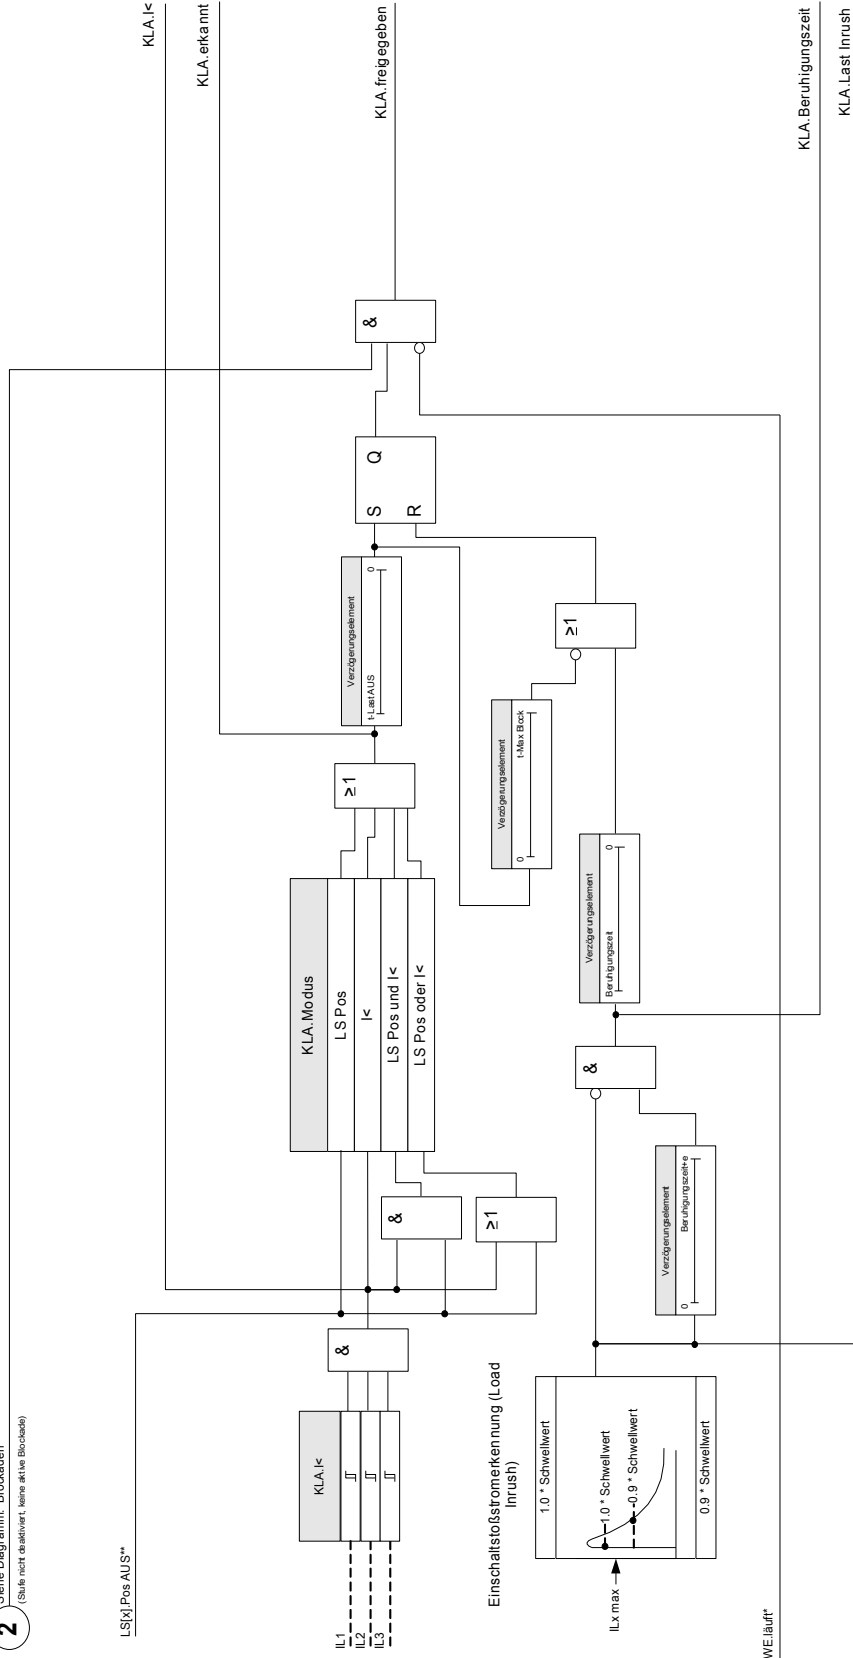 2
Siehe Diagramm: Blockaden
(Stufe nicht deaktiviert, keine aktive Blockade)
LS[x].Pos AUS**
KLA.I<
KLA.erkannt
KLA.freigegeben
KLA.Beruhigungszeit
KLA.Last Inrush
IL1
IL2
IL3
KLA.I<
&
&
≥1
KLA.Modus
LS Pos
I<
LS Pos und I<
LS Pos oder I<
≥1
Verzögerungselement
t-Last AUS
0
S
Q
R
&
Verzögerungselement
0
t-Max Block
≥1
Einschaltstoßstromerkennung (Load
Inrush)
ILx max
1.0 * Schwellwert
1.0 * Schwellwert
0.9 * Schwellwert
0.9 * Schwellwert
Verzögerungselement
0
Beruhigungszeit+e
&
Verzögerungselement
Beruhigungszeit
0
WE.läuft*